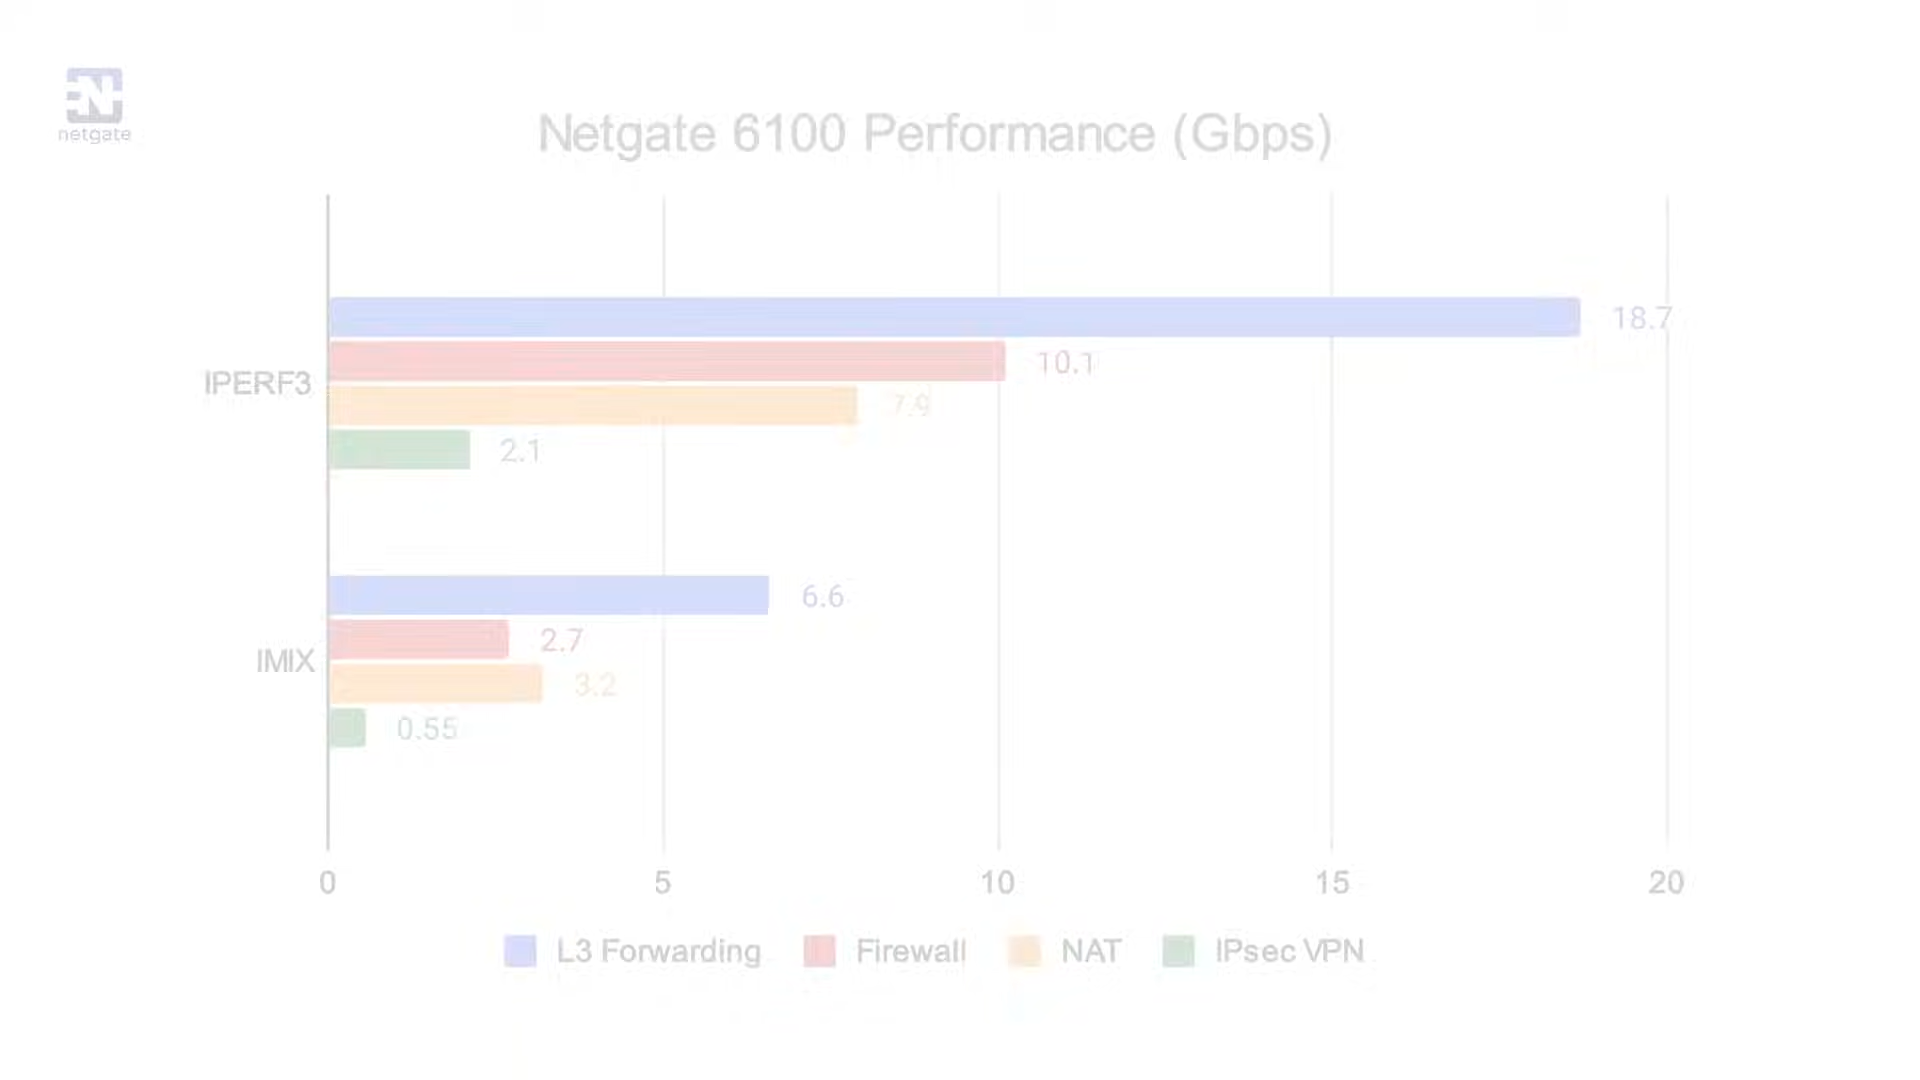 netgate
Netgate 6100 Performance (Gbps)
18.7
10.1
IPERF3
7.9
2.1
6.6
2.7
IMIX
3.2
0.55
0 5 10 15 20
L3 Forwarding Firewall NAT IPsec VPN